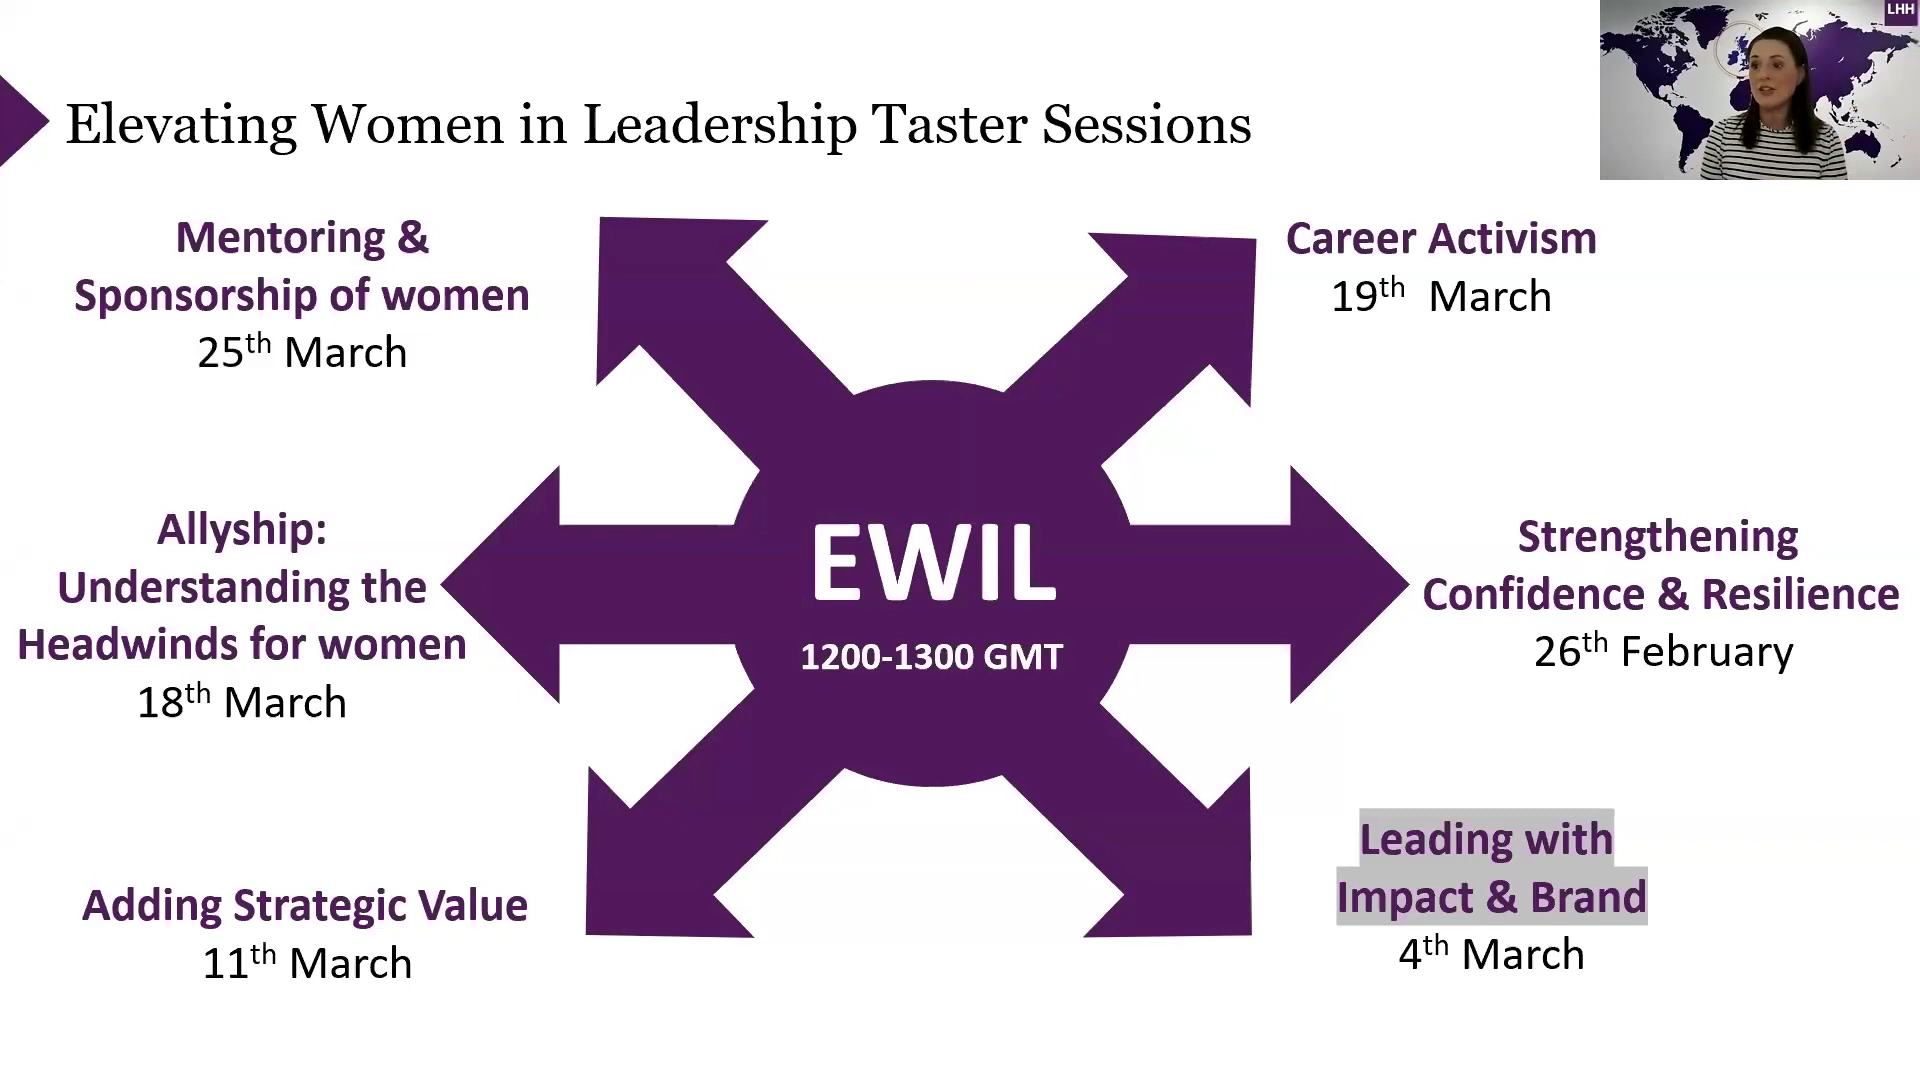 LHH
Elevating Women in Leadership Taster Sessions
Mentoring &
Sponsorship of women
25th March
Career Activism
19th March
Allyship:
Understanding the
Headwinds for women
18th March
EWIL
1200-1300 GMT
Strengthening
Confidence & Resilience
26th February
Adding Strategic Value
11th March
Leading with
Impact & Brand
4th March